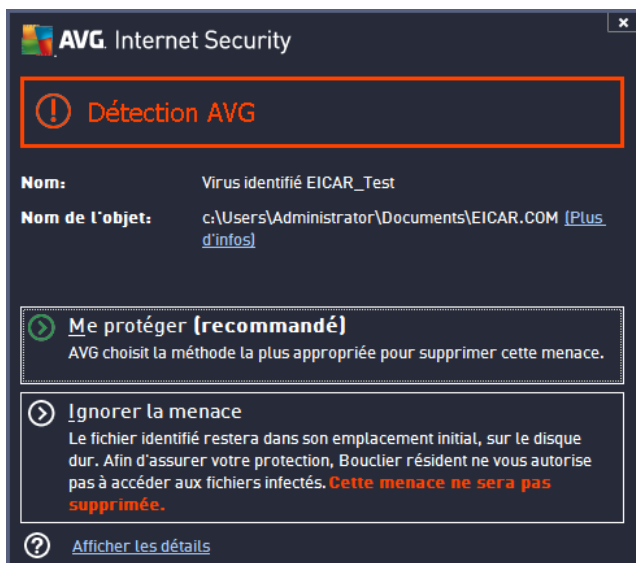 AVG. Internet Security
x
Détection AVG
Nom: Virus identifié EICAR_Test
Nom de l'objet: c:\Users\Administrator\Documents\EICAR.COM (Plus
d'infos)
Me protéger (recommandé)
AVG choisit la méthode la plus appropriée pour supprimer cette menace.
Ignorer la menace
Le fichier identifié restera dans son emplacement initial, sur le disque
dur. Afin d'assurer votre protection, Bouclier résident ne vous autorise
pas à accéder aux fichiers infectés. Cette menace ne sera pas
supprimée.
? Afficher les détails